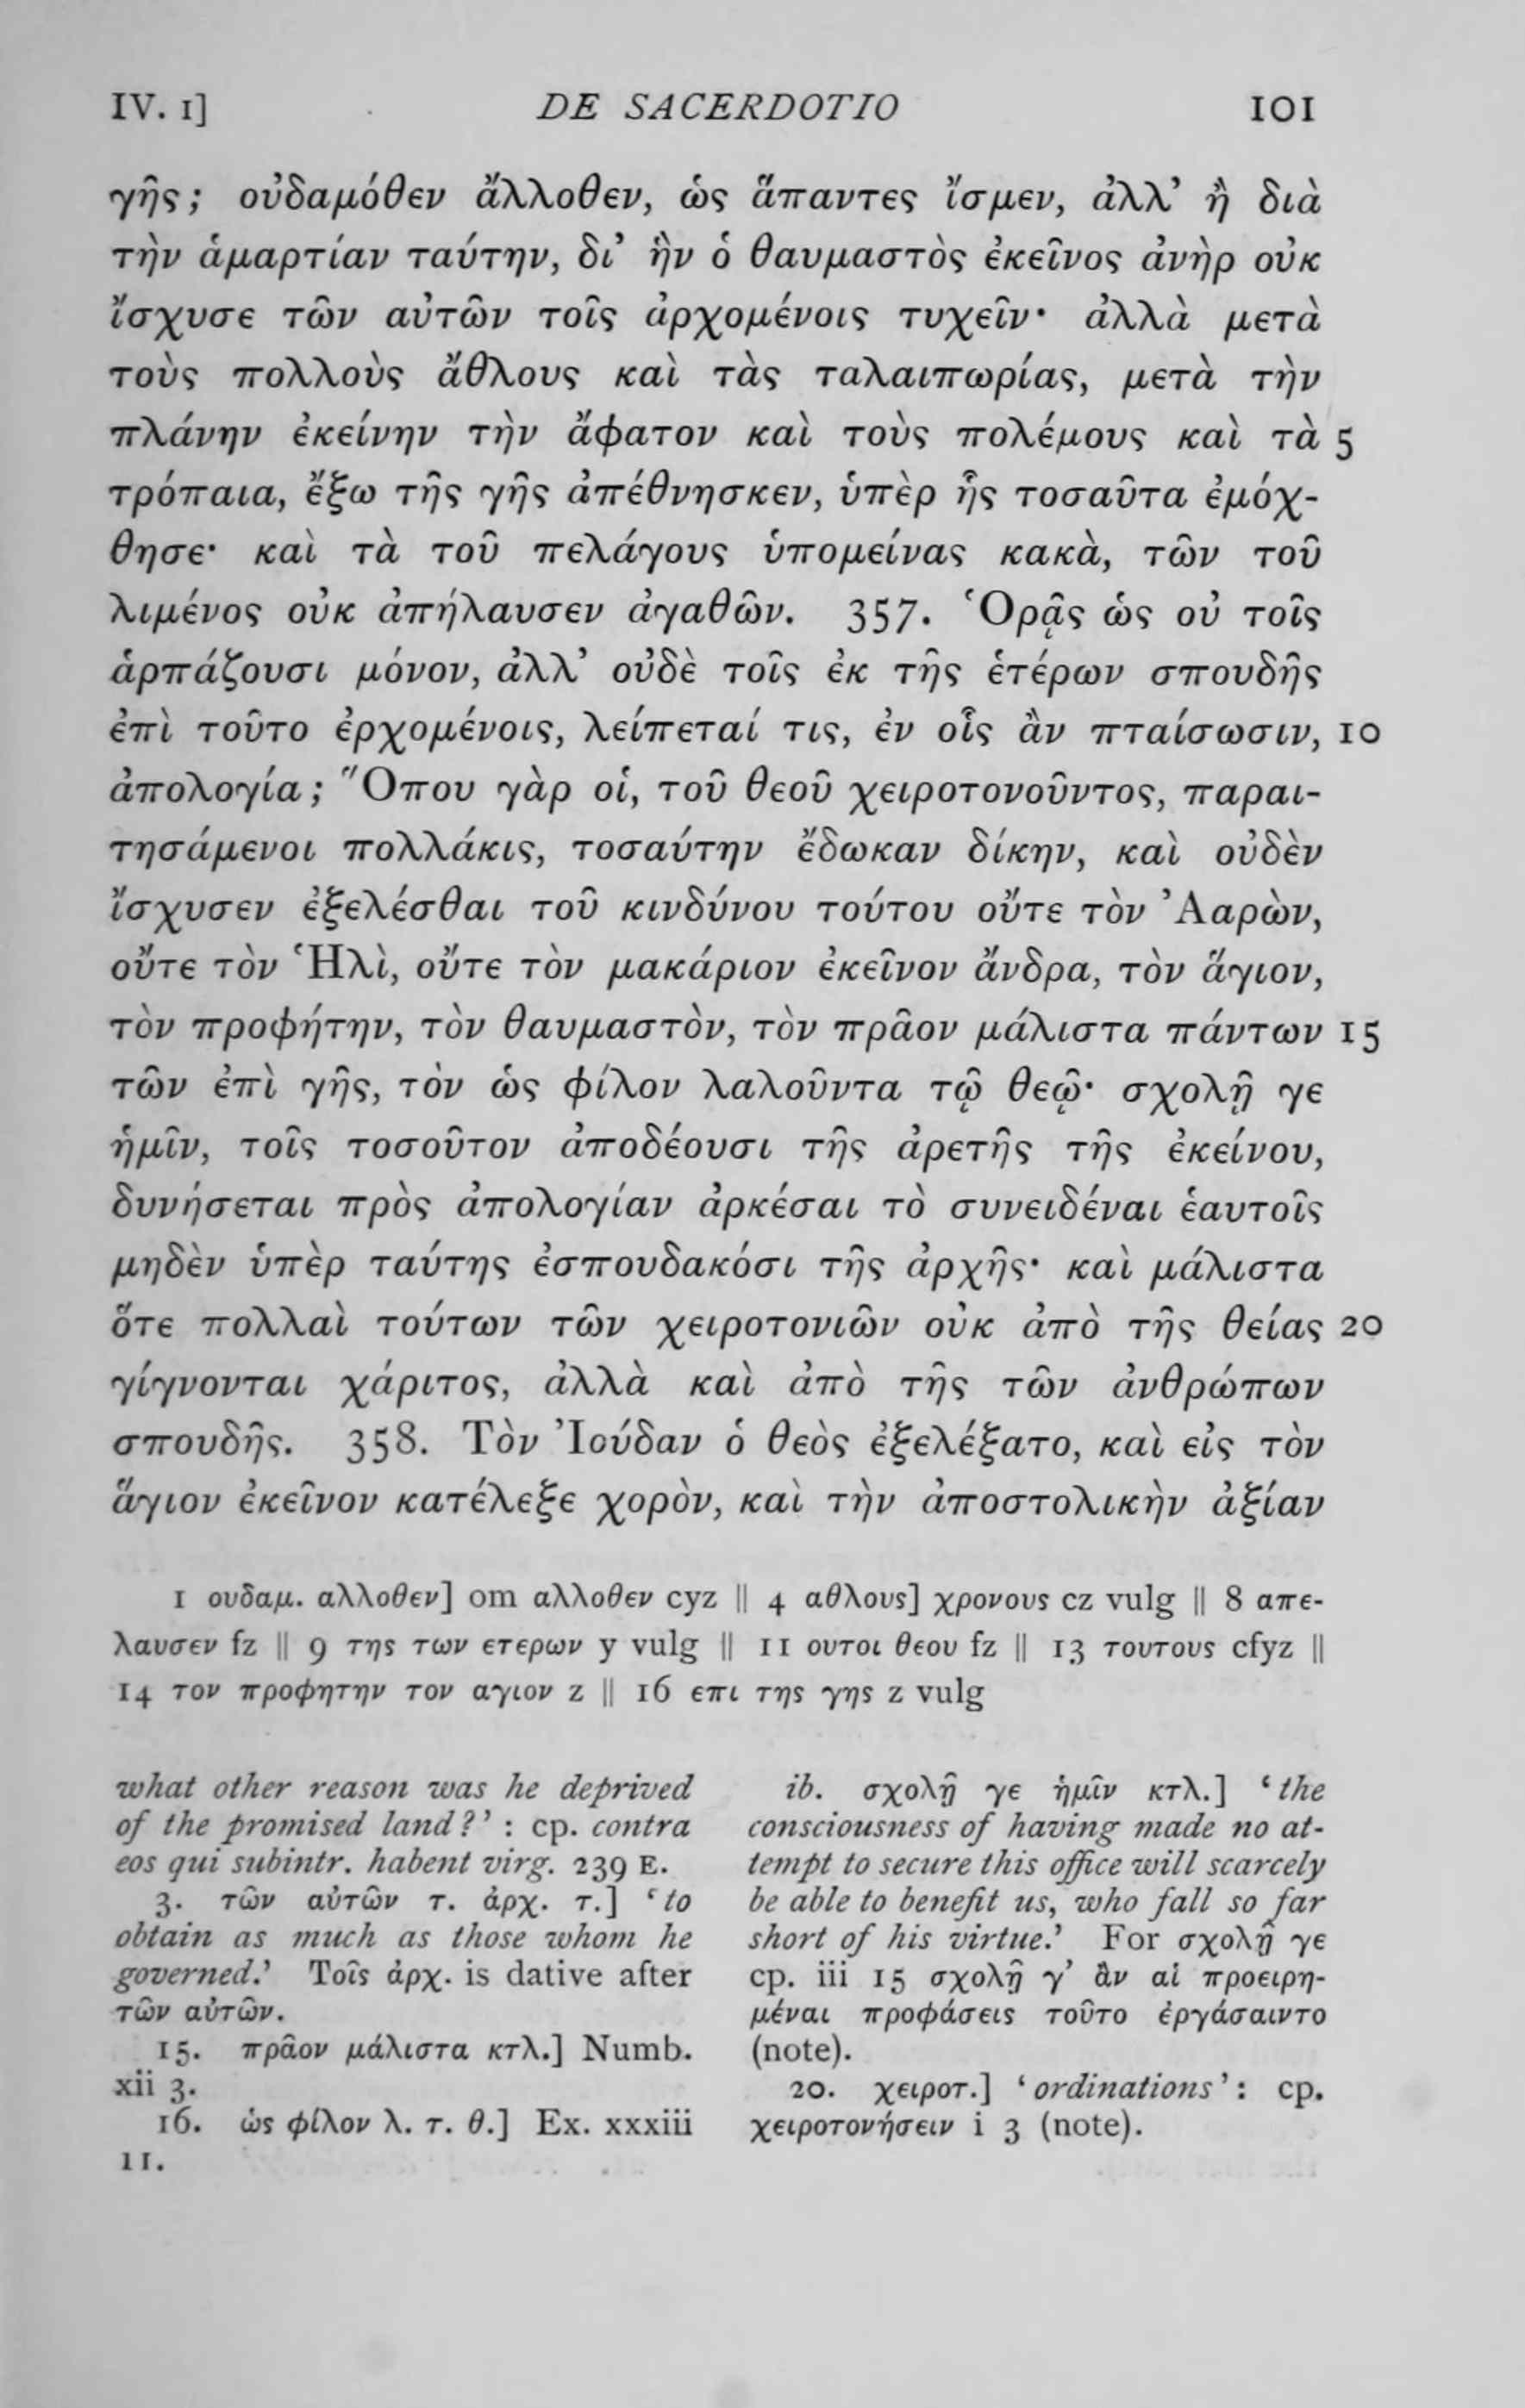 IV. 1] DE SACERDOTIO 101
γῆς; οὐδαμόθεν ἄλλοθεν, ὡς ἅπαντες ἴσμεν, ἀλλ’ ἢ διὰ
τὴν ἁμαρτίαν ταύτην, δι’ ἣν ὁ θαυμαστὸς ἐκεῖνος ἀνὴρ οὐκ
ἴσχυσε τῶν αὐτῶν τοῖς ἀρχομένοις τυχεῖν· ἀλλὰ μετὰ
τοὺς πολλοὺς ἄθλους καὶ τὰς ταλαιπωρίας, μετὰ τὴν
πλάνην ἐκείνην τὴν ἄφατον καὶ τοὺς πολέμους καὶ τὰ 5
τρόπαια, ἔξω τῆς γῆς ἀπέθνησκεν, ὑπὲρ ἧς τοσαῦτα ἐμόχ-
θησε· καὶ τὰ τοῦ πελάγους ὑπομείνας κακὰ, τῶν τοῦ
λιμένος οὐκ ἀπήλαυσεν ἀγαθῶν. 357. Ὁρᾷς ὡς οὐ τοῖς
ἁρπάζουσι μόνον, ἀλλ’ οὐδὲ τοῖς ἐκ τῆς ἑτέρων σπουδῆς
ἐπὶ τοῦτο ἐρχομένοις, λείπεταί τις, ἐν οἷς ἂν πταίσωσιν, 10
ἀπολογία; Ὅπου γὰρ οἱ, τοῦ θεοῦ χειροτονοῦντος, παραι-
τησάμενοι πολλάκις, τοσαύτην ἔδωκαν δίκην, καὶ οὐδὲν
ἴσχυσεν ἐξελέσθαι τοῦ κινδύνου τούτου οὔτε τὸν Ἀαρὼν,
οὔτε τὸν Ἡλὶ, οὔτε τὸν μακάριον ἐκεῖνον ἄνδρα, τὸν ἅγιον,
τὸν προφήτην, τὸν θαυμαστὸν, τὸν πρᾶον μάλιστα πάντων 15
τῶν ἐπὶ γῆς, τὸν ὡς φίλον λαλοῦντα τῷ θεῷ· σχολῇ γε
ἡμῖν, τοῖς τοσοῦτον ἀποδέουσι τῆς ἀρετῆς τῆς ἐκείνου,
δυνήσεται πρὸς ἀπολογίαν ἀρκέσαι τὸ συνειδέναι ἑαυτοῖς
μηδὲν ὑπὲρ ταύτης ἐσπουδακόσι τῆς ἀρχῆς· καὶ μάλιστα
ὅτε πολλαὶ τούτων τῶν χειροτονιῶν οὐκ ἀπὸ τῆς θείας 20
γίγνονται χάριτος, ἀλλὰ καὶ ἀπὸ τῆς τῶν ἀνθρώπων
σπουδῆς. 358. Τὸν Ἰούδαν ὁ θεὸς ἐξελέξατο, καὶ εἰς τὸν
ἅγιον ἐκεῖνον κατέλεξε χορὸν, καὶ τὴν ἀποστολικὴν ἀξίαν
1 ουδαμ. αλλοθεν] om αλλοθεν cyz || 4 αθλους] χρονους cz vulg || 8 απε-
λαυσεν fz || 9 της των ετερων y vulg || 11 ουτοι θεου fz || 13 τουτους cfyz ||
14 τον προφητην τον αγιον z || 16 επι της γης z vulg
what other reason was he deprived
of the promised land?’ : cp. contra
eos qui subintr. habent virg. 239 E.
3. τῶν αὐτῶν τ. ἀρχ. τ.] ‘to
obtain as much as those whom he
governed.’ Τοῖς ἀρχ. is dative after
τῶν αὐτῶν.
15. πρᾶον μάλιστα κτλ.] Numb.
xii 3.
16. ὡς φίλον λ. τ. θ.] Ex. xxxiii
11.
ib. σχολῇ γε ἡμῖν κτλ.] ‘the
consciousness of having made no at-
tempt to secure this office will scarcely
be able to benefit us, who fall so far
short of his virtue.’ For σχολῇ γε
cp. iii 15 σχολῇ γ’ ἂν αἱ προειρη-
μέναι προφάσεις τοῦτο ἐργάσαιντο
(note).
20. χειροτ.] ‘ordinations’: cp.
χειροτονήσειν i 3 (note).